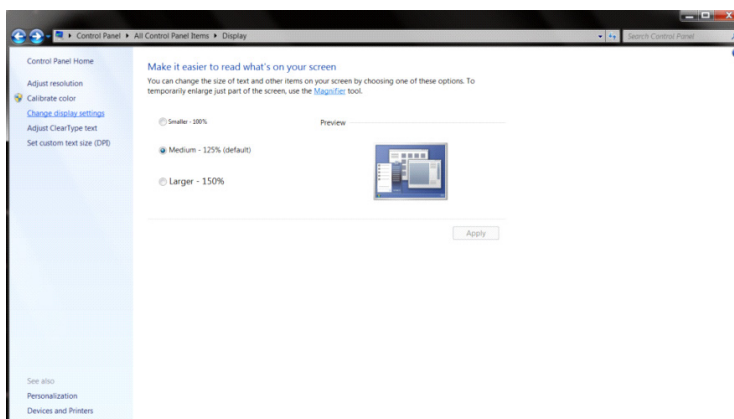 Control Panel ▸ All Control Panel Items ▸ Display
Search Control Panel
Control Panel Home
Adjust resolution
Calibrate color
Change display settings
Adjust ClearType text
Set custom text size (DPI)
Make it easier to read what's on your screen
You can change the size of text and other items on your screen by choosing one of these options. To
temporarily enlarge just part of the screen, use the Magnifier tool.
Smaller - 100%
Preview
Medium - 125% (default)
Larger - 150%
Apply
See also
Personalization
Devices and Printers